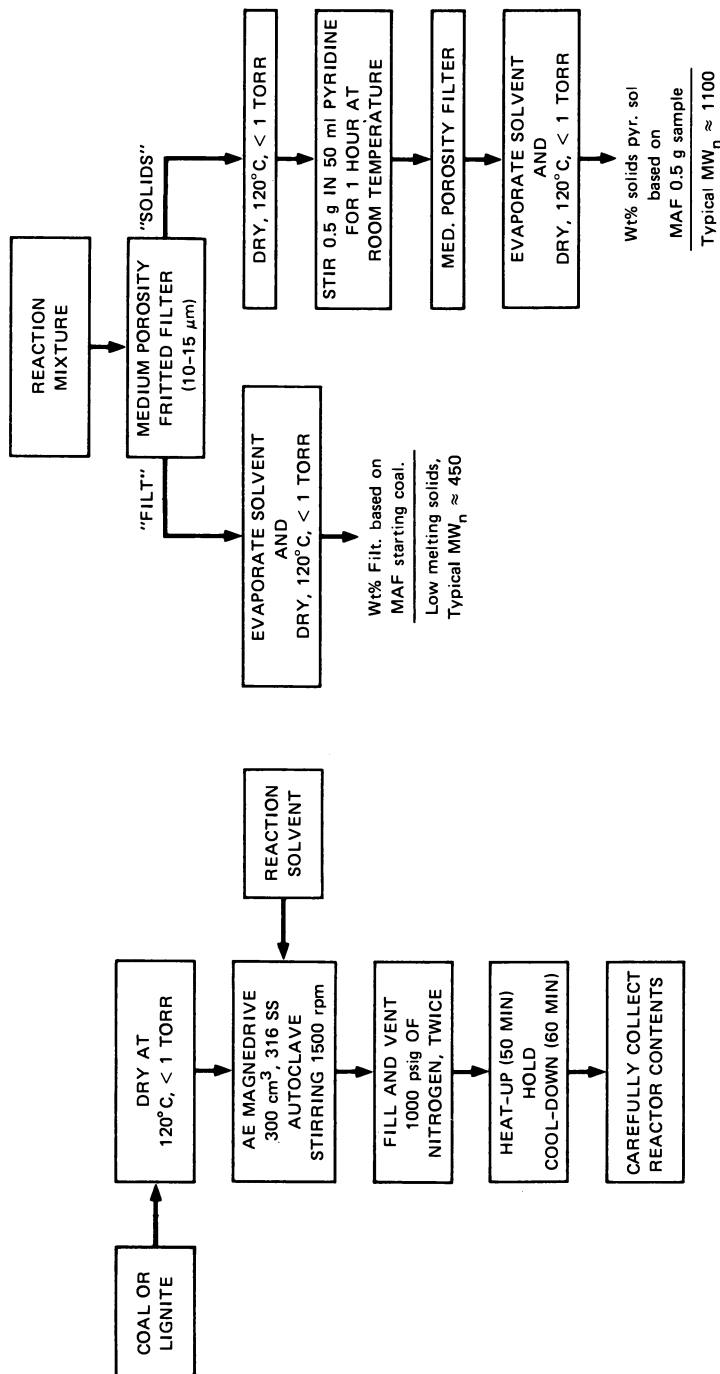 COAL OR
LIGNITE
DRY AT
120°C, < 1 TORR
AE MAGNEDRIVE
300 cm³, 316 SS
AUTOCLAVE
STIRRING 1500 rpm
REACTION
SOLVENT
FILL AND VENT
1000 psig OF
NITROGEN, TWICE
HEAT-UP (50 MIN)
HOLD
COOL-DOWN (60 MIN)
CAREFULLY COLLECT
REACTOR CONTENTS
REACTION
MIXTURE
MEDIUM POROSITY
FRITTED FILTER
(10-15 μm)
"FILT"
"SOLIDS"
EVAPORATE SOLVENT
AND
DRY, 120°C, < 1 TORR
Wt% Filt. based on
MAF starting coal.
Low melting solids,
Typical MWₙ ≈ 450
DRY, 120°C, < 1 TORR
STIR 0.5 g IN 50 ml PYRIDINE
FOR 1 HOUR AT
ROOM TEMPERATURE
MED. POROSITY FILTER
EVAPORATE SOLVENT
AND
DRY, 120°C, < 1 TORR
Wt% solids pyr. sol
based on
MAF 0.5 g sample
Typical MWₙ ≈ 1100